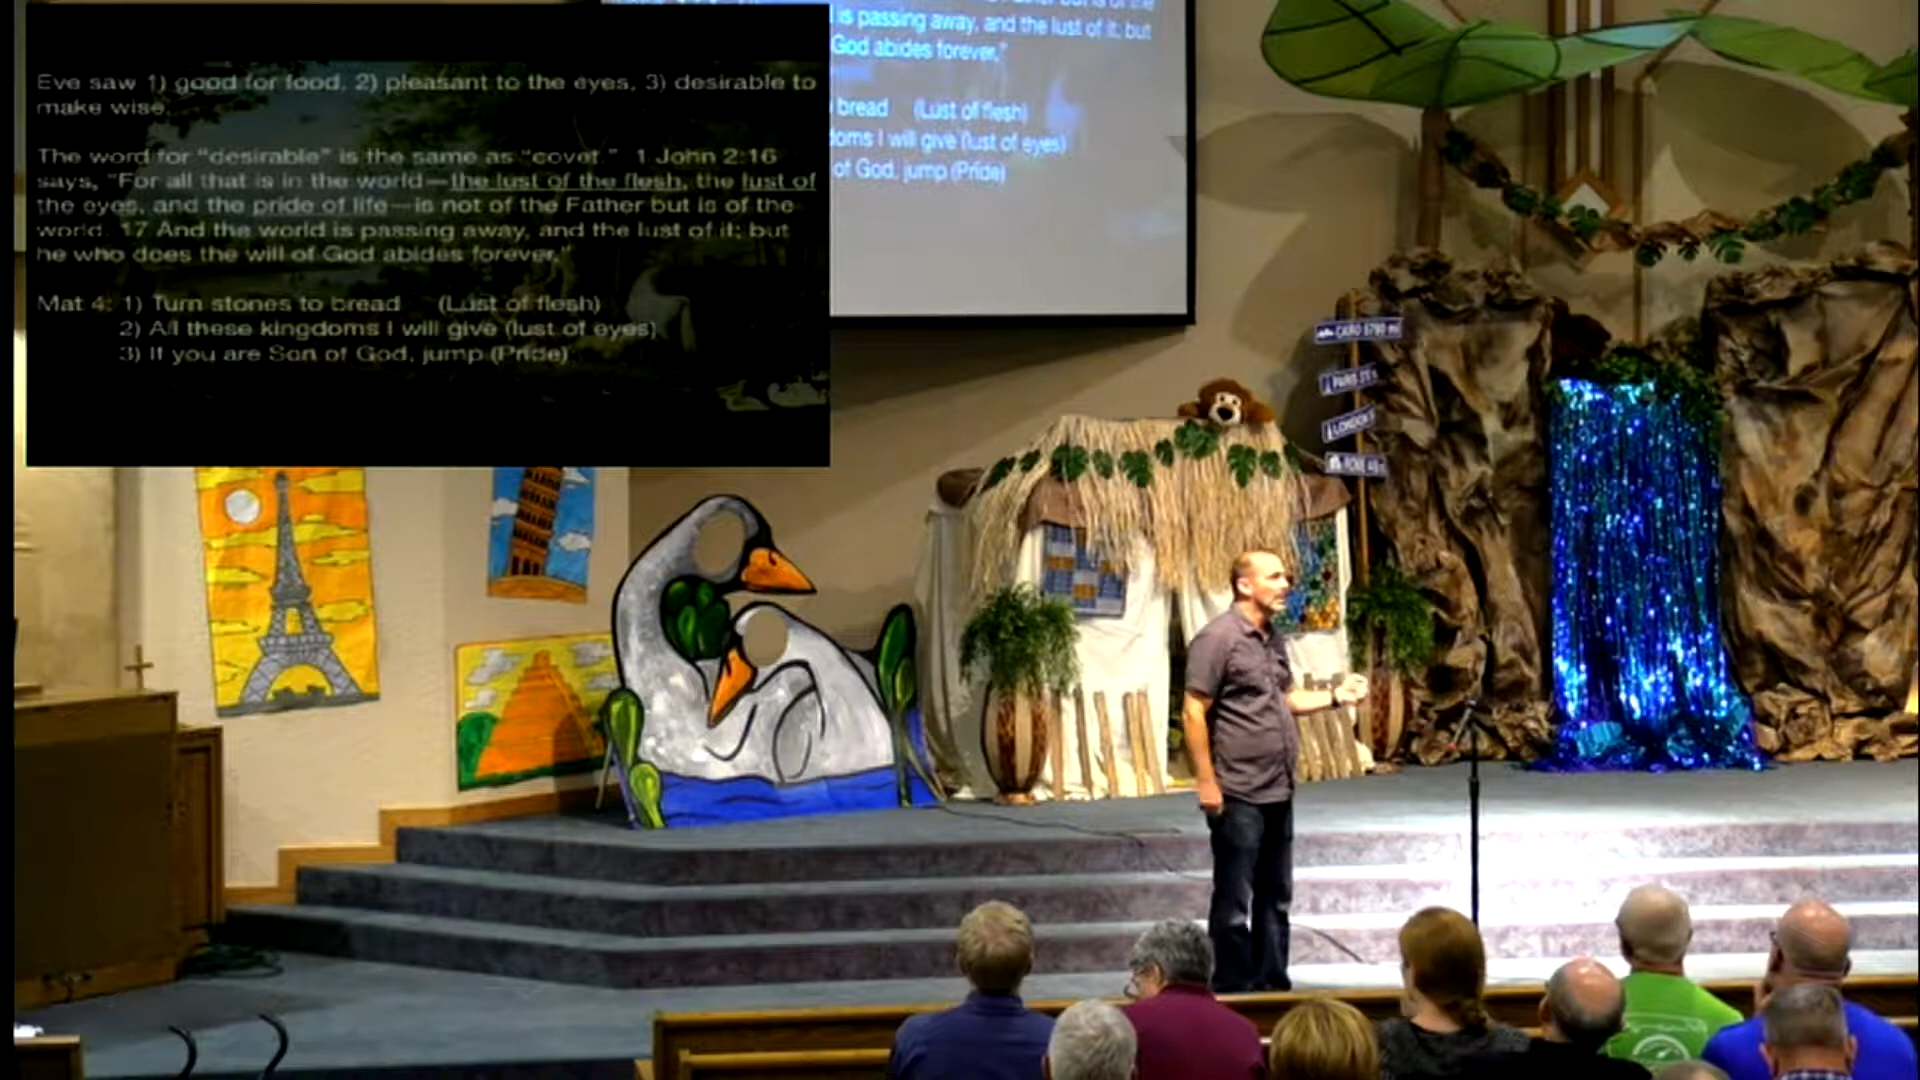 Eve saw 1) good for food, 2) pleasant to the eyes, 3) desirable to
make wise.
The word for "desirable" is the same as "covet." 1 John 2:16
says, "For all that is in the world—the lust of the flesh, the lust of
the eyes, and the pride of life—is not of the Father but is of the
world. 17 And the world is passing away, and the lust of it; but
he who does the will of God abides forever."
Mat 4: 1) Turn stones to bread (Lust of flesh)
2) All these kingdoms I will give (lust of eyes)
3) If you are Son of God, jump (Pride)
is passing away, and the lust of it; but
God abides forever."
bread (Lust of flesh)
doms I will give (lust of eyes)
of God, jump (Pride)
CAIRO 5790 mi
PARIS
LONDON
ROME